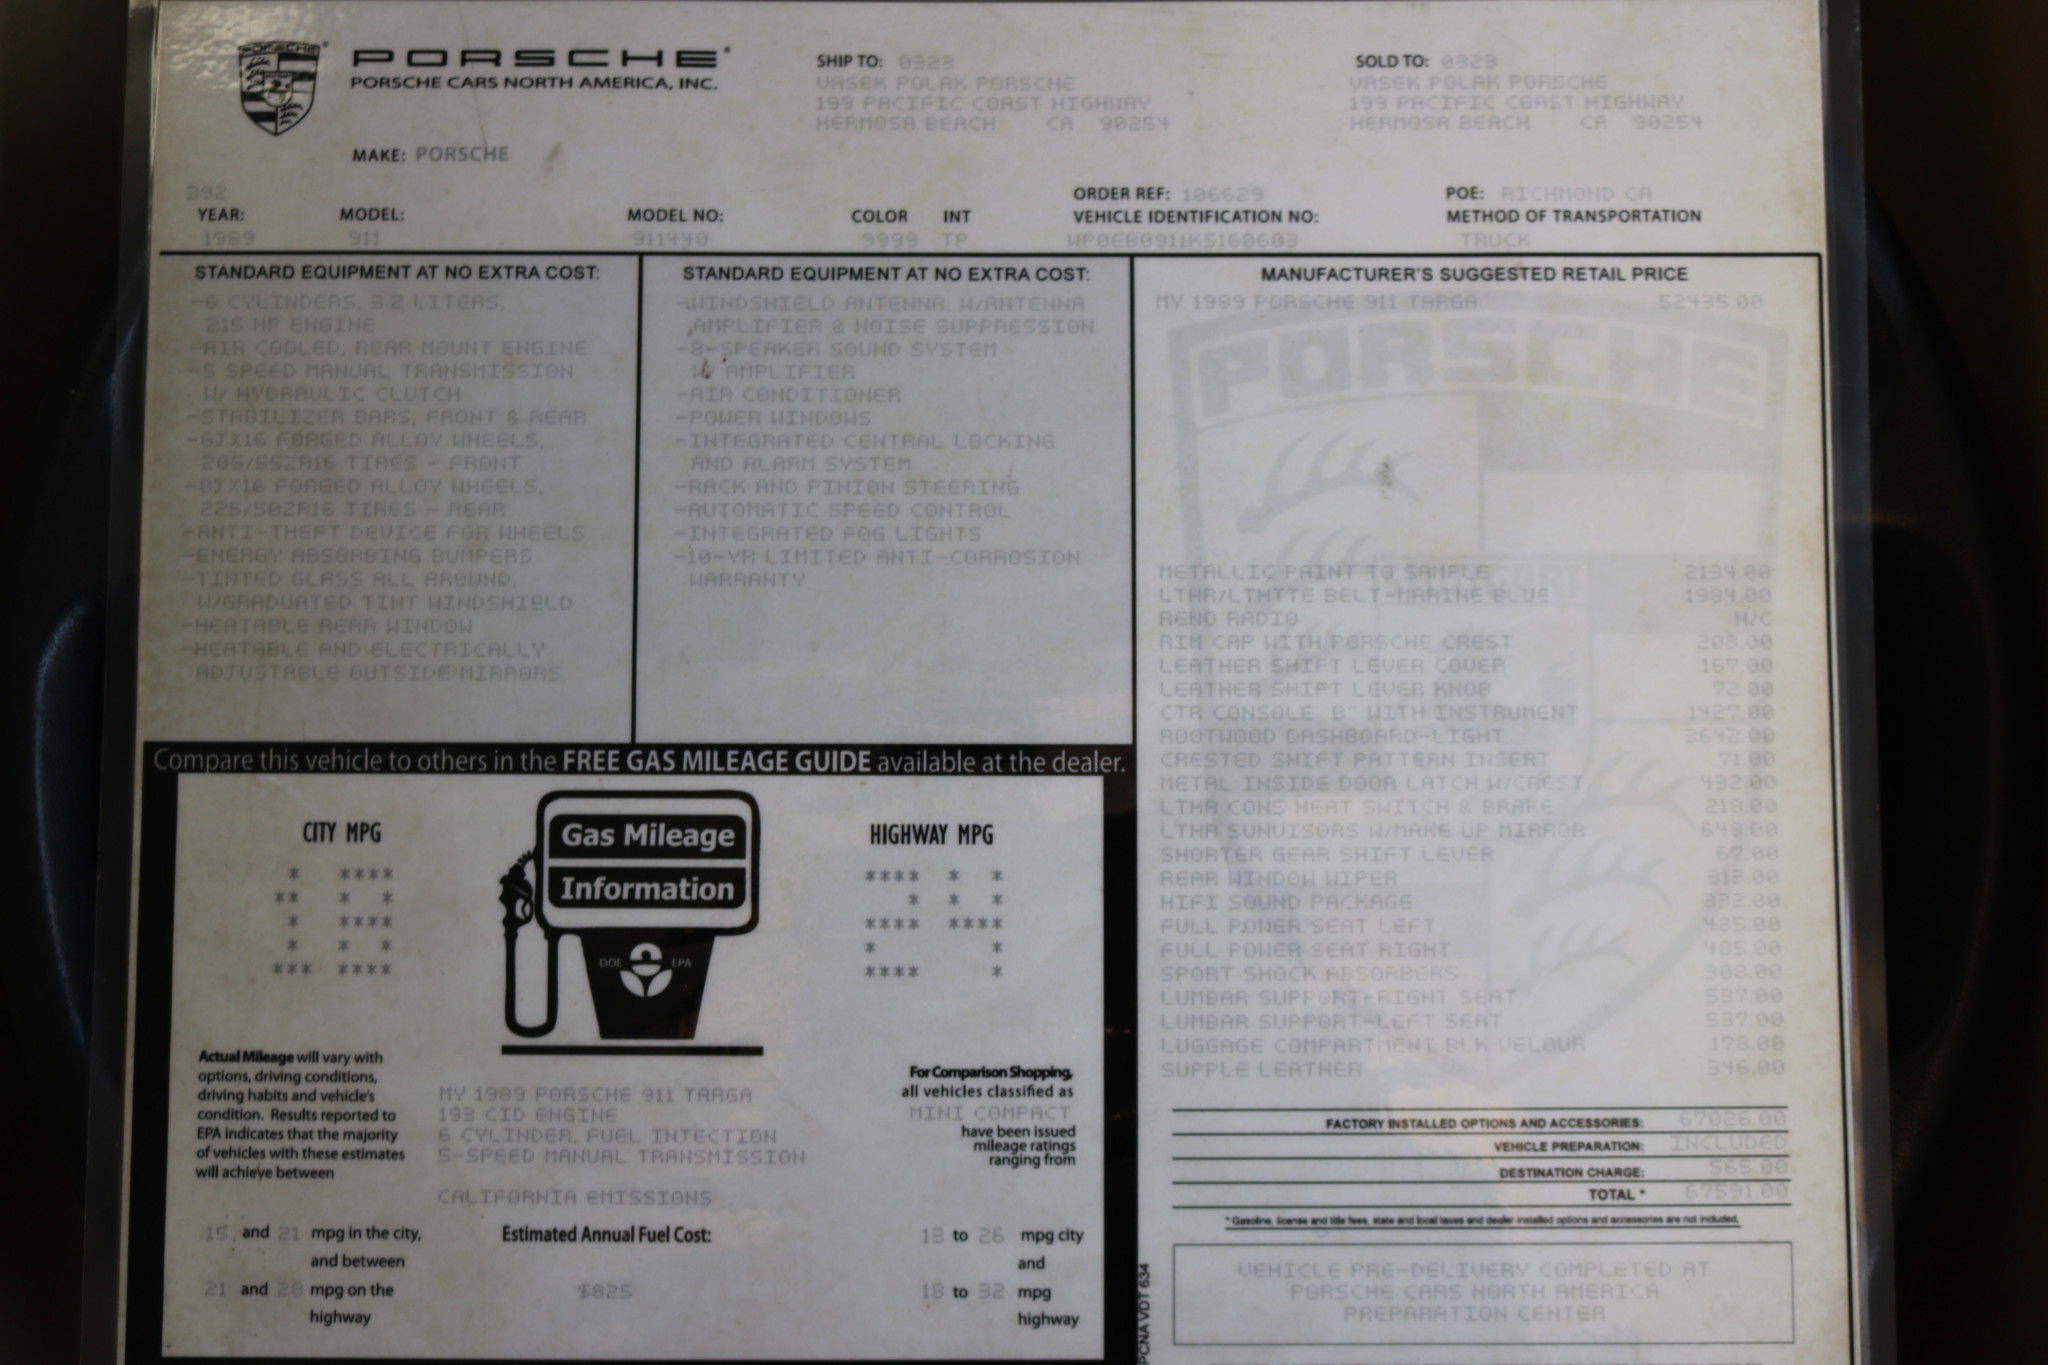 PORSCHE
PORSCHE CARS NORTH AMERICA, INC.
MAKE: PORSCHE
SHIP TO: 0323
VASEK POLAK PORSCHE
199 PACIFIC COAST HIGHWAY
HERMOSA BEACH CA 90254
SOLD TO: 0323
VASEK POLAK PORSCHE
199 PACIFIC COAST HIGHWAY
HERMOSA BEACH CA 90254
392
ORDER REF: 106629
POE: RICHMOND CA
YEAR: MODEL: MODEL NO: COLOR INT VEHICLE IDENTIFICATION NO: METHOD OF TRANSPORTATION
1989 911 911440 9999 TP WP0EB0911KS160603 TRUCK
STANDARD EQUIPMENT AT NO EXTRA COST:
-6 CYLINDERS, 3.2 LITERS,
215 HP ENGINE
-AIR COOLED, REAR MOUNT ENGINE
-5 SPEED MANUAL TRANSMISSION
W/ HYDRAULIC CLUTCH
-STABILIZER BARS, FRONT & REAR
-6JX16 FORGED ALLOY WHEELS,
205/55ZR16 TIRES - FRONT
-8JX16 FORGED ALLOY WHEELS,
225/50ZR16 TIRES - REAR
-ANTI-THEFT DEVICE FOR WHEELS
-ENERGY ABSORBING BUMPERS
-TINTED GLASS ALL AROUND,
W/GRADUATED TINT WINDSHIELD
-HEATABLE REAR WINDOW
-HEATABLE AND ELECTRICALLY
ADJUSTABLE OUTSIDE MIRRORS
STANDARD EQUIPMENT AT NO EXTRA COST:
-WINDSHIELD ANTENNA, W/ANTENNA
AMPLIFIER & NOISE SUPPRESSION
-8-SPEAKER SOUND SYSTEM
W/ AMPLIFIER
-AIR CONDITIONER
-POWER WINDOWS
-INTEGRATED CENTRAL LOCKING
AND ALARM SYSTEM
-RACK AND PINION STEERING
-AUTOMATIC SPEED CONTROL
-INTEGRATED FOG LIGHTS
-10-YR LIMITED ANTI-CORROSION
WARRANTY
MANUFACTURER'S SUGGESTED RETAIL PRICE
MY 1989 PORSCHE 911 TARGA 52435.00
PORSCHE
METALLIC PAINT TO SAMPLE 2134.00
LTHR/LTHTTE BELT-MARINE BLUE 1984.00
RENO RADIO N/C
RIM CAP WITH PORSCHE CREST 208.00
LEATHER SHIFT LEVER COVER 167.00
LEATHER SHIFT LEVER KNOB 72.00
CTR CONSOLE B WITH INSTRUMENT 1427.00
ROOTWOOD DASHBOARD-LIGHT 3642.00
CRESTED SHIFT PATTERN INSERT 71.00
METAL INSIDE DOOR LATCH W/CREST 432.00
LTHR CONS HEAT SWITCH & BRAKE 218.00
LTHR SUNVISORS W/MAKE UP MIRROR 648.00
SHORTER GEAR SHIFT LEVER 67.00
REAR WINDOW WIPER 313.00
HIFI SOUND PACKAGE 332.00
FULL POWER SEAT LEFT 485.00
FULL POWER SEAT RIGHT 485.00
SPORT SHOCK ABSORBERS 308.00
LUMBAR SUPPORT-RIGHT SEAT 537.00
LUMBAR SUPPORT-LEFT SEAT 537.00
LUGGAGE COMPARTMENT BLK VELOUR 178.00
SUPPLE LEATHER 346.00
FACTORY INSTALLED OPTIONS AND ACCESSORIES: 67026.00
VEHICLE PREPARATION: INCLUDED
DESTINATION CHARGE: 565.00
TOTAL * 67591.00
* Gasoline, license and title fees, state and local taxes and dealer installed options and accessories are not included.
VEHICLE PRE-DELIVERY COMPLETED AT
PORSCHE CARS NORTH AMERICA
PREPARATION CENTER
PCNA VDT 634
Compare this vehicle to others in the FREE GAS MILEAGE GUIDE available at the dealer.
CITY MPG
18
Gas Mileage
Information
DOE EPA
HIGHWAY MPG
24
Actual Mileage will vary with
options, driving conditions,
driving habits and vehicle's
condition. Results reported to
EPA indicates that the majority
of vehicles with these estimates
will achieve between
15 and 21 mpg in the city,
and between
21 and 28 mpg on the
highway
MY 1989 PORSCHE 911 TARGA
193 CID ENGINE
6 CYLINDER, FUEL INTECTION
5-SPEED MANUAL TRANSMISSION
CALIFORNIA EMISSIONS
Estimated Annual Fuel Cost:
$825
For Comparison Shopping,
all vehicles classified as
MINI COMPACT
have been issued
mileage ratings
ranging from
13 to 26 mpg city
and
18 to 32 mpg
highway